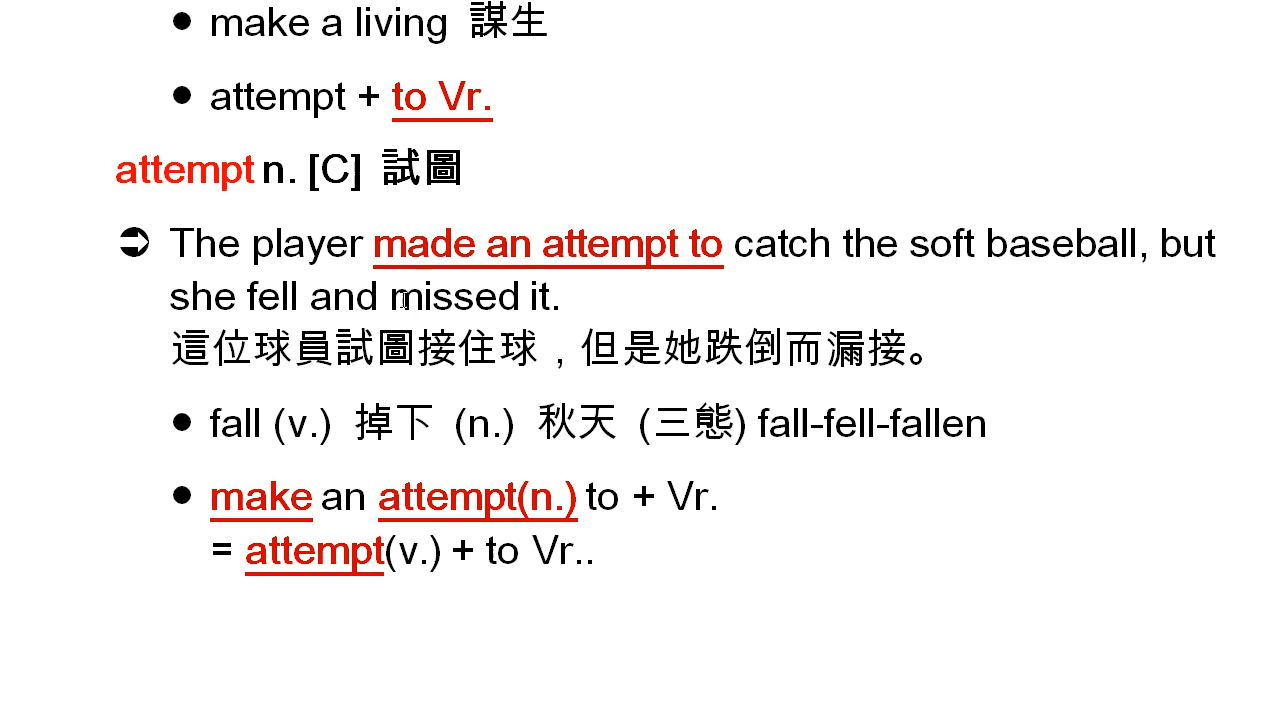 ● make a living 謀生
● attempt + to Vr.
attempt n. [C] 試圖
➲ The player made an attempt to catch the soft baseball, but
she fell and missed it.
這位球員試圖接住球，但是她跌倒而漏接。
● fall (v.) 掉下 (n.) 秋天 (三態) fall-fell-fallen
● make an attempt(n.) to + Vr.
= attempt(v.) + to Vr..